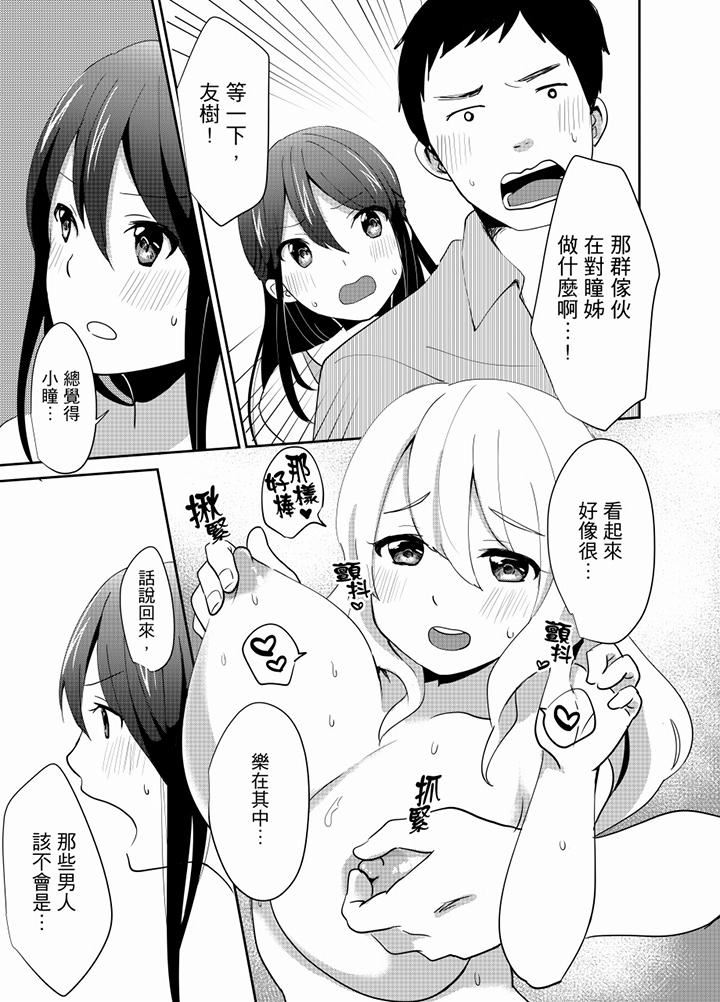 那群傢伙
在對瞳姊
做什麼啊…！
等一下，
友樹！
總覺得
小瞳…
看起來
好像很…
那樣
好棒♥
揪緊
顫抖♥
顫抖♥
抓緊
樂在其中…
話說回來，
那些男人
該不會是…